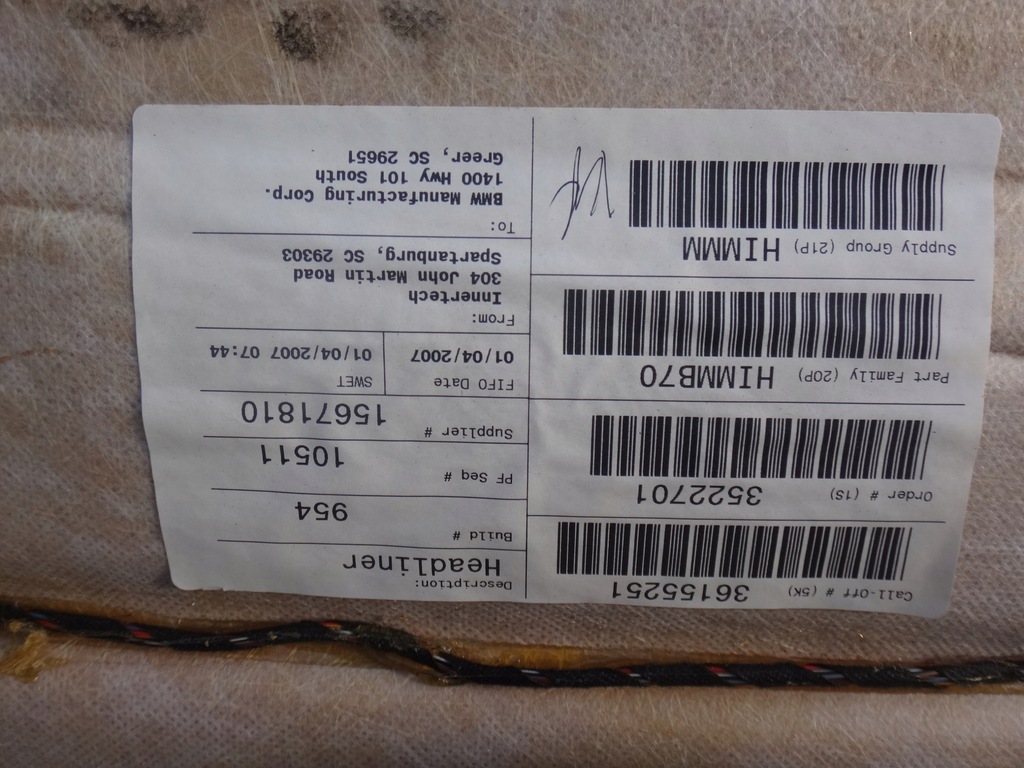 Call-Off # (5K) 36155251
Order # (1S) 3522701
Part Family (20P) HIMMB70
Supply Group (21P) HIMMM
Description:
Headliner
Build #
954
PF Seq #
10511
Supplier #
15671810
FIFO Date
01/04/2007
SWET
01/04/2007 07:44
From:
Innertech
304 John Martin Road
Spartanburg, SC 29303
To:
BMW Manufacturing Corp.
1400 Hwy 101 South
Greer, SC 29651